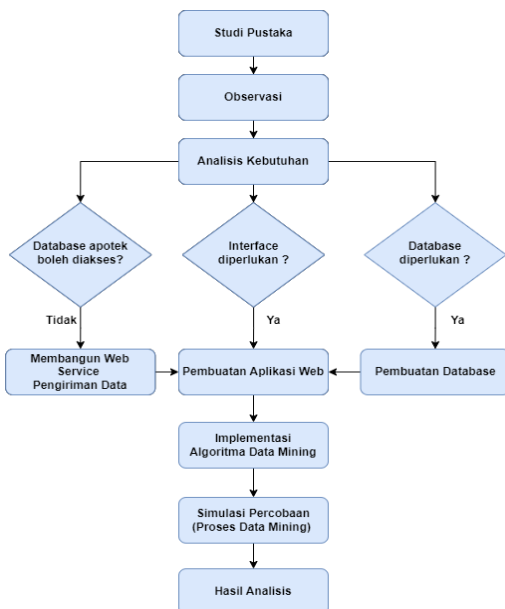 Studi Pustaka
Observasi
Analisis Kebutuhan
Database apotek
boleh diakses?
Interface
diperlukan ?
Database
diperlukan ?
Tidak
Ya
Ya
Membangun Web
Service
Pengiriman Data
Pembuatan Aplikasi Web
Pembuatan Database
Implementasi
Algoritma Data Mining
Simulasi Percobaan
(Proses Data Mining)
Hasil Analisis